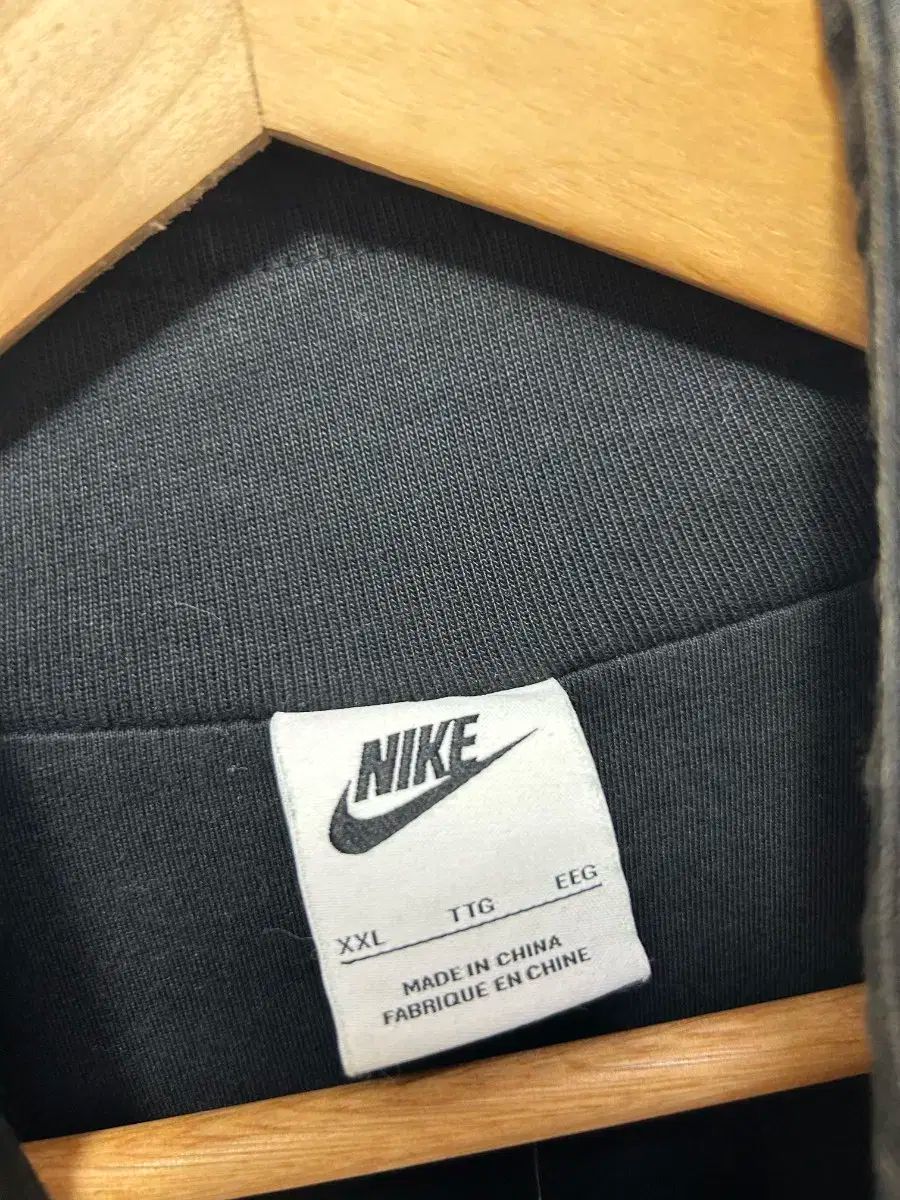 NIKE
XXL TTG EEG
MADE IN CHINA
FABRIQUE EN CHINE